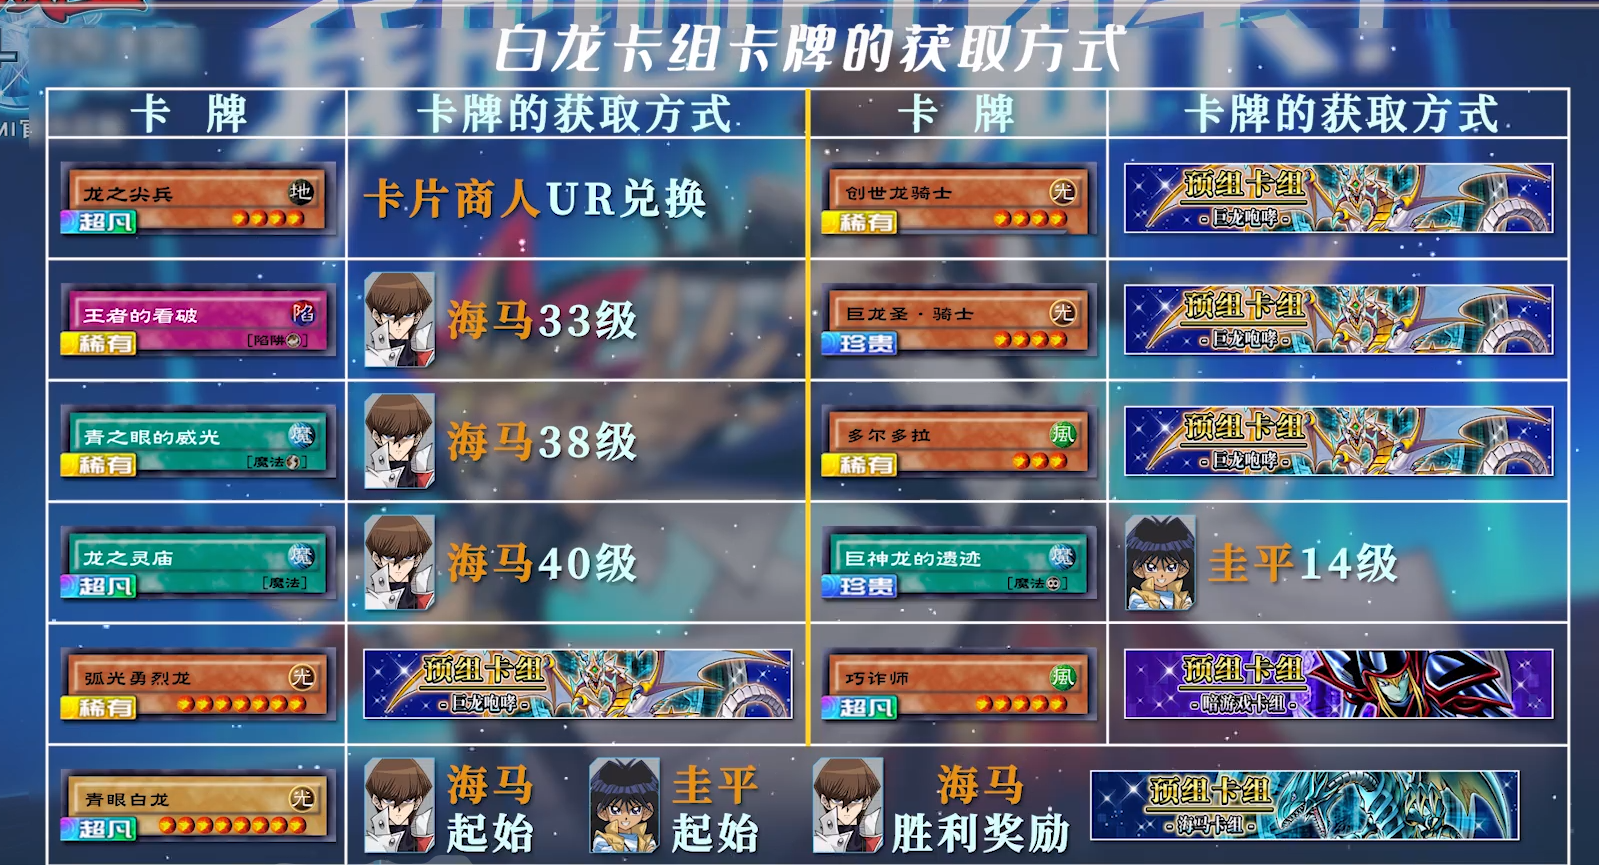 白龙卡组卡牌的获取方式
卡 牌 卡牌的获取方式 卡 牌 卡牌的获取方式
龙之尖兵 地
超凡
卡片商人UR兑换
创世龙骑士 光
稀有
预组卡组
-巨龙咆哮-
王者的看破 陷
稀有 [陷阱]
海马33级
巨龙圣·骑士 光
珍贵
预组卡组
-巨龙咆哮-
青之眼的威光 魔
稀有 [魔法]
海马38级
多尔多拉 風
稀有
预组卡组
-巨龙咆哮-
龙之灵庙 魔
超凡 [魔法]
海马40级
巨神龙的遗迹 魔
珍贵 [魔法]
圭平14级
弧光勇烈龙 光
稀有
预组卡组
-巨龙咆哮-
巧诈师 風
超凡
预组卡组
-暗游戏卡组-
青眼白龙 光
超凡
海马
起始
圭平
起始
海马
胜利奖励
预组卡组
-海马卡组-